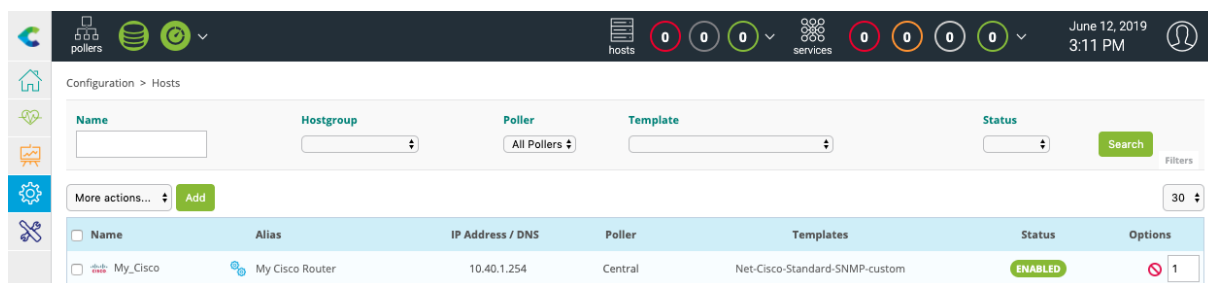 June 12, 2019
0 0 0 0 0 0 0
3:11 PM
pollers hosts services
Configuration > Hosts
Name Hostgroup Poller Template Status
All Pollers Search
Filters
More actions... Add 30
Name Alias IP Address / DNS Poller Templates Status Options
My_Cisco My Cisco Router 10.40.1.254 Central Net-Cisco-Standard-SNMP-custom ENABLED 1